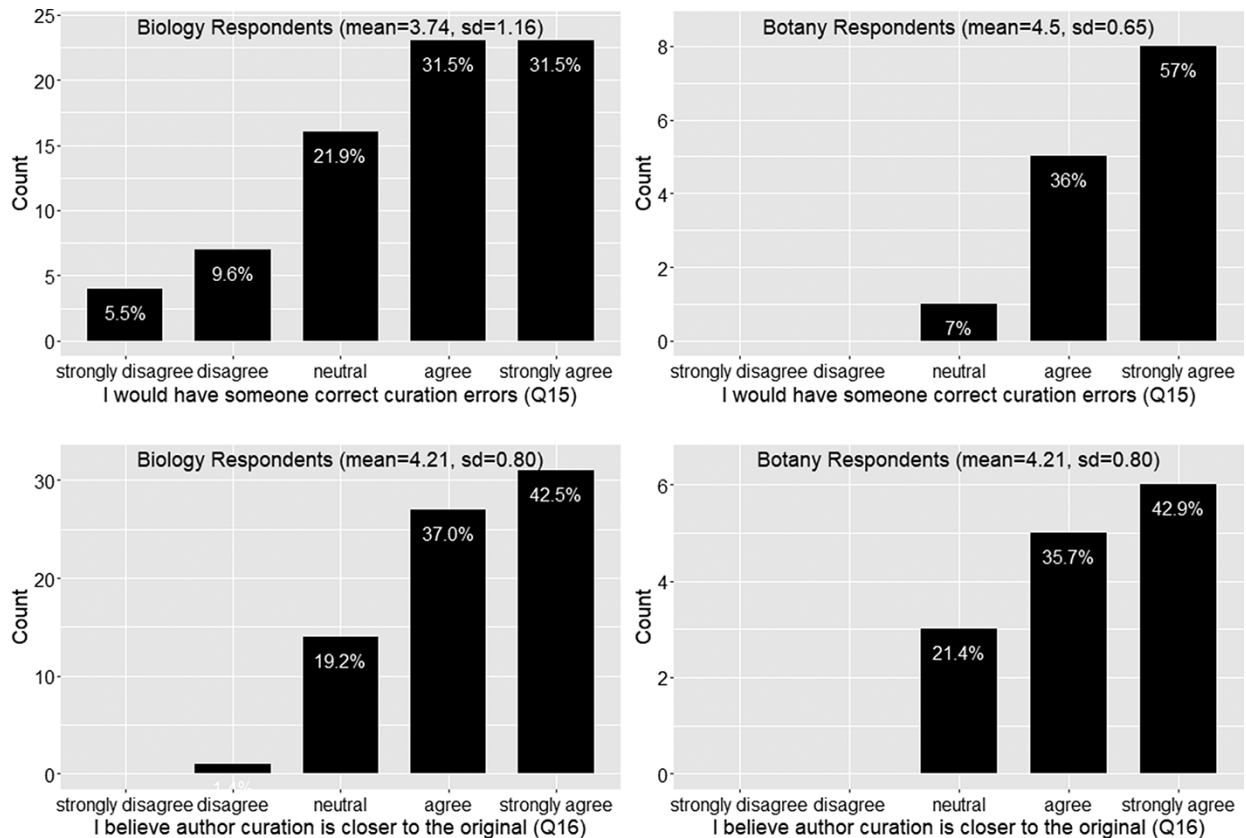 Biology Respondents (mean=3.74, sd=1.16)
25
20
15
10
5
0
Count
5.5%
9.6%
21.9%
31.5%
31.5%
strongly disagree disagree neutral agree strongly agree
I would have someone correct curation errors (Q15)
Botany Respondents (mean=4.5, sd=0.65)
8
6
4
2
0
Count
7%
36%
57%
strongly disagree disagree neutral agree strongly agree
I would have someone correct curation errors (Q15)
Biology Respondents (mean=4.21, sd=0.80)
30
20
10
0
Count
19.2%
37.0%
42.5%
strongly disagree disagree neutral agree strongly agree
I believe author curation is closer to the original (Q16)
Botany Respondents (mean=4.21, sd=0.80)
6
4
2
0
Count
21.4%
35.7%
42.9%
strongly disagree disagree neutral agree strongly agree
I believe author curation is closer to the original (Q16)